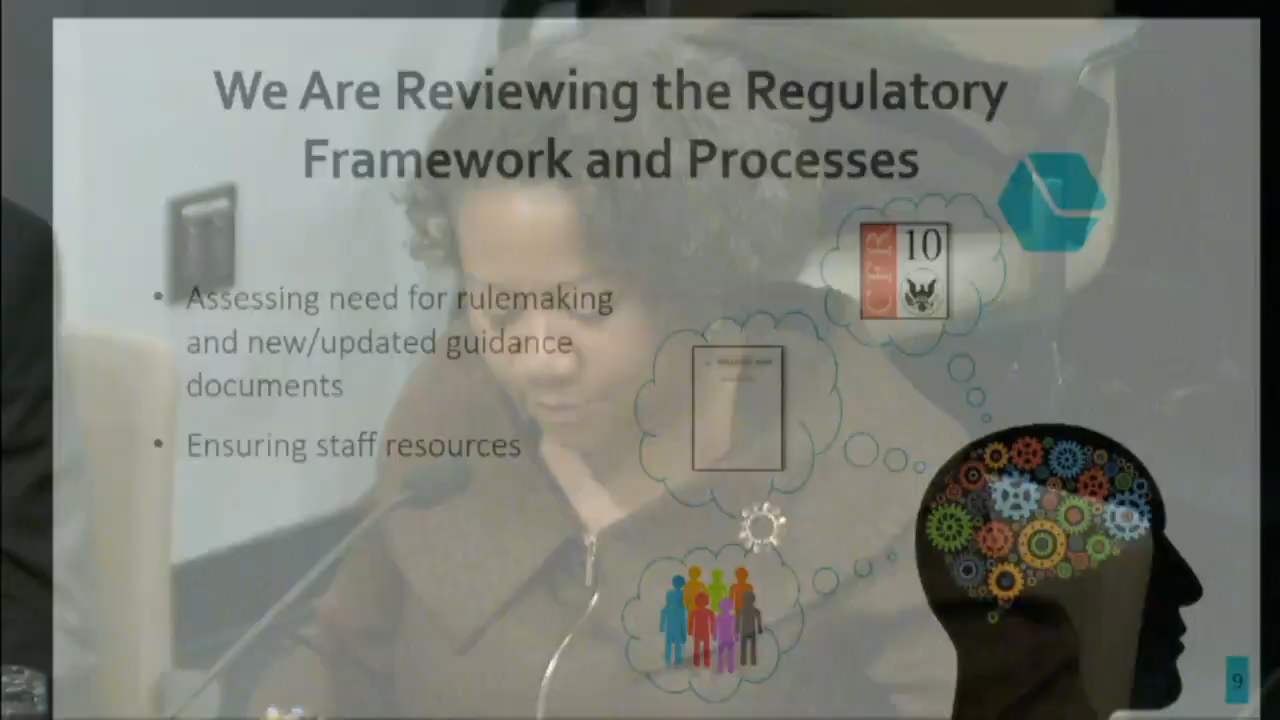 We Are Reviewing the Regulatory
Framework and Processes
• Assessing need for rulemaking
and new/updated guidance
documents
• Ensuring staff resources
CFR
10
9